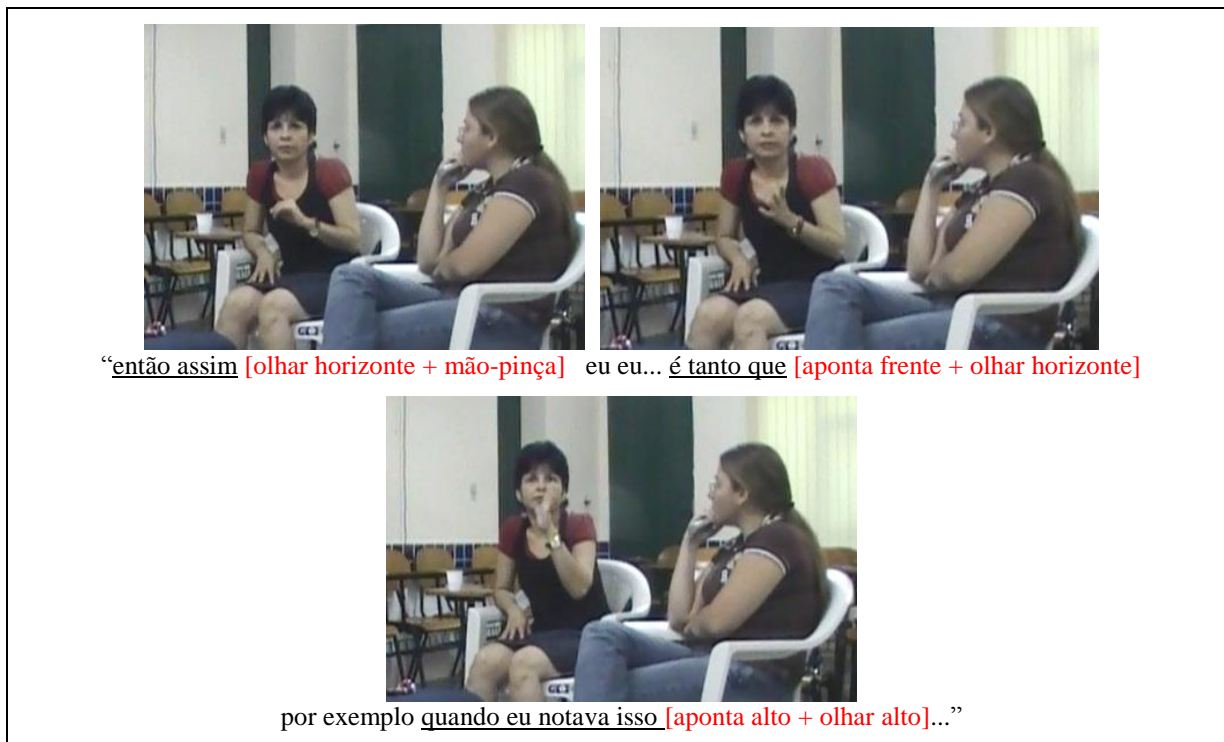 “então assim [olhar horizonte + mão-pinça] eu eu... é tanto que [aponta frente + olhar horizonte]
por exemplo quando eu notava isso [aponta alto + olhar alto]...”